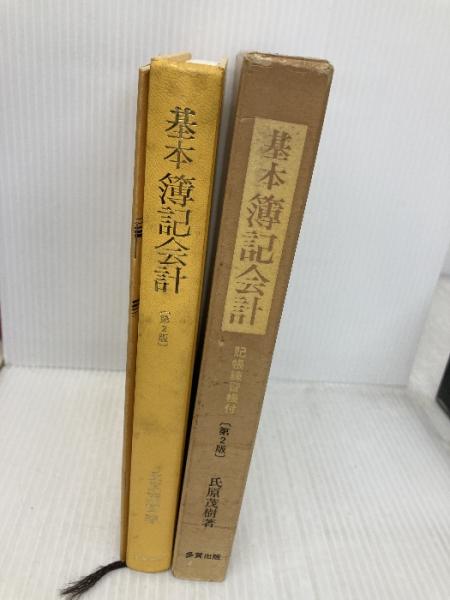 基本
簿記会計
〔第2版〕
基本
簿記会計
記帳練習帳付
〔第2版〕
氏原茂樹著
多賀出版